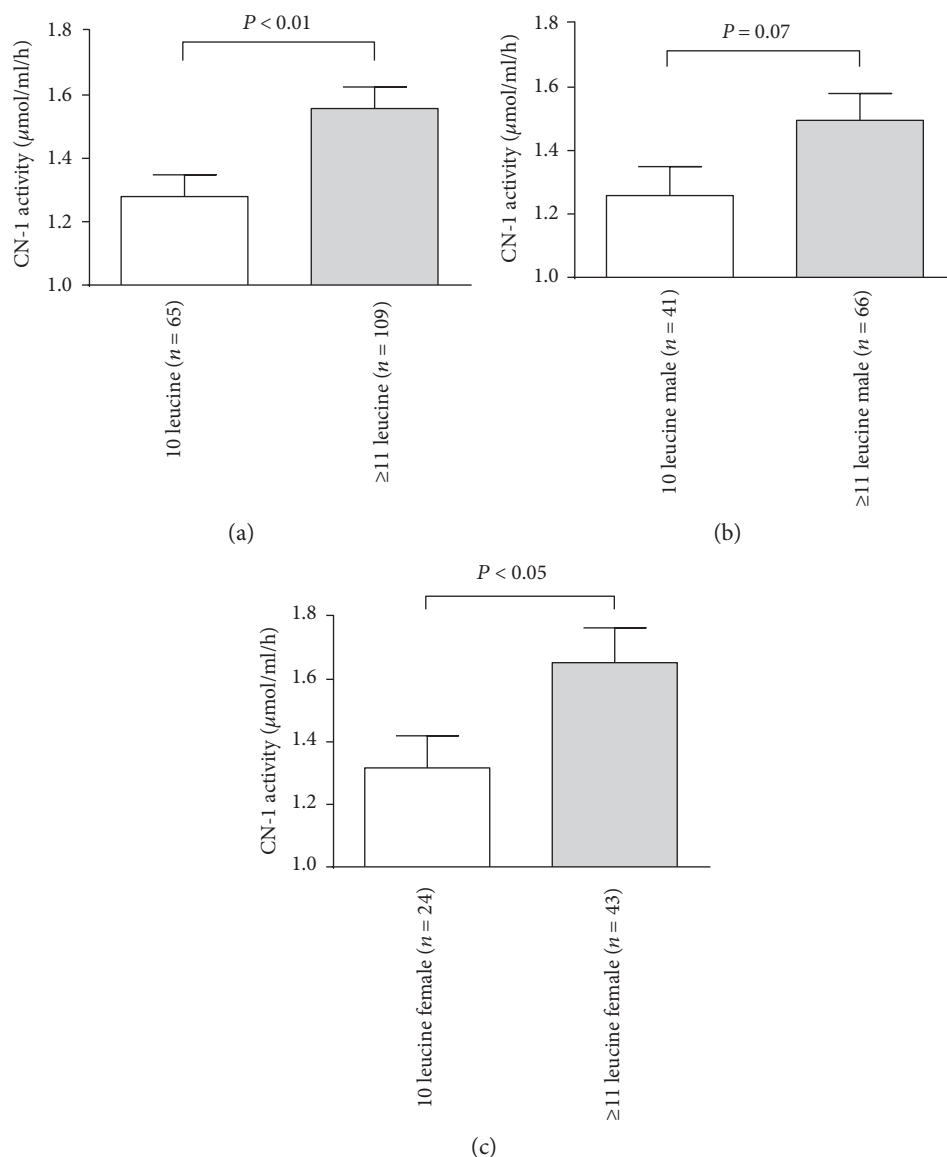 P < 0.01
CN-1 activity (μmol/ml/h)
1.8
1.6
1.4
1.2
1.0
10 leucine (n = 65)
≥11 leucine (n = 109)
(a)
P = 0.07
CN-1 activity (μmol/ml/h)
1.8
1.6
1.4
1.2
1.0
10 leucine male (n = 41)
≥11 leucine male (n = 66)
(b)
P < 0.05
CN-1 activity (μmol/ml/h)
1.8
1.6
1.4
1.2
1.0
10 leucine female (n = 24)
≥11 leucine female (n = 43)
(c)